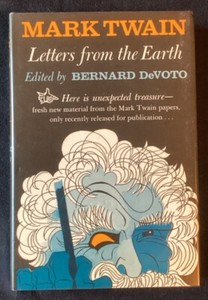 MARK TWAIN
Letters from the Earth
Edited by BERNARD DeVOTO
Here is unexpected treasure—
fresh new material from the Mark Twain papers,
only recently released for publication . . .